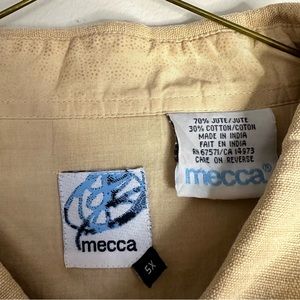 70% JUTE/JUTE
30% COTTON/COTON
MADE IN INDIA
FAIT EN INDIA
RN 67571/CA 14973
CARE ON REVERSE
mecca®
mecca
5X